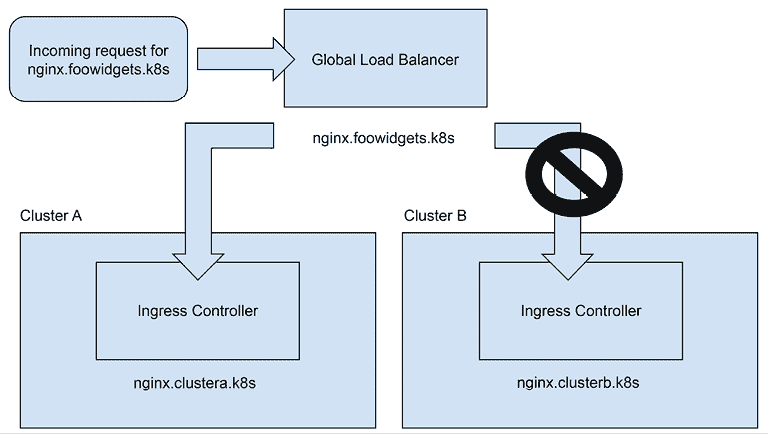 Incoming request for
nginx.foowidgets.k8s
Global Load Balancer
nginx.foowidgets.k8s
Cluster A
Cluster B
Ingress Controller
Ingress Controller
nginx.clustera.k8s
nginx.clusterb.k8s